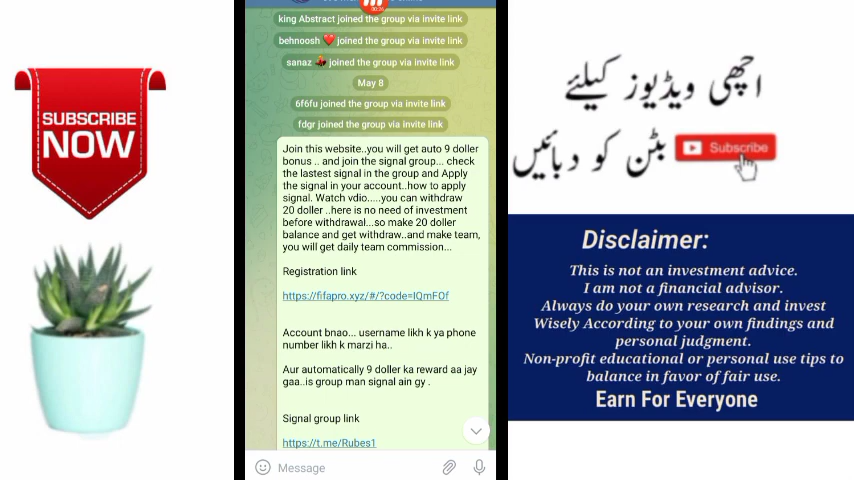 SUBSCRIBE
NOW
king Abstract joined the group via invite link
behnoosh ❤️ joined the group via invite link
sanaz joined the group via invite link
May 8
6f6fu joined the group via invite link
fdgr joined the group via invite link
Join this website..you will get auto 9 doller
bonus .. and join the signal group... check
the lastest signal in the group and Apply
the signal in your account..how to apply
signal. Watch vdio.....you can withdraw
20 doller ..here is no need of investment
before withdrawal...so make 20 doller
balance and get withdraw..and make team,
you will get daily team commission...
Registration link
https://fifapro.xyz/#/?code=IQmFOf
Account bnao... username likh k ya phone
number likh k marzi ha..
Aur automatically 9 doller ka reward aa jay
gaa..is group man signal ain gy .
Signal group link
https://t.me/Rubes1
Message
اچھی ویڈیوز کیلئے
بٹن کو دبائیں Subscribe
Disclaimer:
This is not an investment advice.
I am not a financial advisor.
Always do your own research and invest
Wisely According to your own findings and
personal judgment.
Non-profit educational or personal use tips to
balance in favor of fair use.
Earn For Everyone